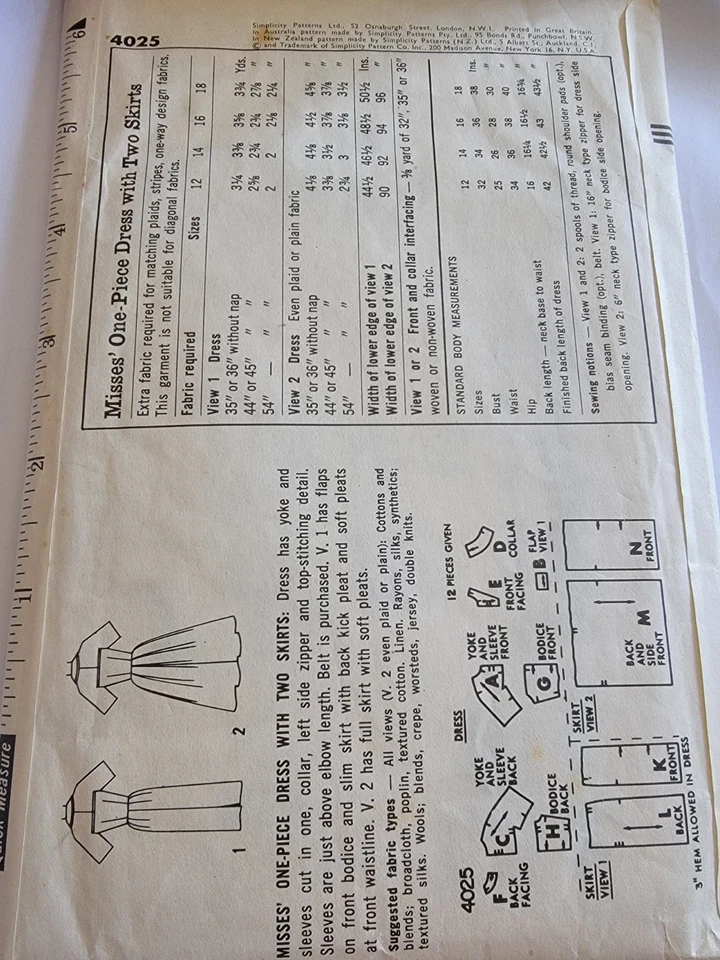 Simplicity Patterns Ltd., 52 Osnaburgh Street, London, N.W.1. Printed in Great Britain.
In Australia pattern made by Simplicity Patterns Pty. Ltd. 95 Bonds Rd., Punchbowl, N.S.W.
In New Zealand pattern made by Simplicity Patterns (N.Z.) Ltd., 5 Albert St., Auckland, C.1.
© and Trademark of Simplicity Pattern Co. Inc. 200 Madison Avenue, New York 16, N.Y. U.S.A.
4025
1 2
MISSES' ONE-PIECE DRESS WITH TWO SKIRTS: Dress has yoke and
sleeves cut in one, collar, left side zipper and top-stitching detail.
Sleeves are just above elbow length. Belt is purchased. V. 1 has flaps
on front bodice and slim skirt with back kick pleat and soft pleats
at front waistline. V. 2 has full skirt with soft pleats.
Suggested fabric types — All views (V. 2 even plaid or plain): Cottons and
blends; broadcloth, poplin, textured cotton. Linen. Rayons, silks, synthetics;
textured silks. Wools; blends, crepe, worsteds, jersey, double knits.
4025 DRESS 12 PIECES GIVEN
F BACK FACING
C YOKE AND SLEEVE BACK
A YOKE AND SLEEVE FRONT
E FRONT FACING
D COLLAR
H BODICE BACK
G BODICE FRONT
B FLAP VIEW 1
SKIRT VIEW 1
L BACK
K FRONT
SKIRT VIEW 2
M BACK AND SIDE FRONT
N FRONT
3" HEM ALLOWED IN DRESS
Misses' One-Piece Dress with Two Skirts
Extra fabric required for matching plaids, stripes, one-way design fabrics.
This garment is not suitable for diagonal fabrics.
Fabric required Sizes 12 14 16 18
View 1 Dress
35" or 36" without nap 3¼ 3⅜ 3⅜ 3¾ Yds.
44" or 45" " " 2⅝ 2¾ 2¾ 2⅞ "
54" — " " 2 2 2⅛ 2¼ "
View 2 Dress Even plaid or plain fabric
35" or 36" without nap 4⅛ 4⅛ 4½ 4⅝ "
44" or 45" " " 3⅜ 3½ 3⅞ 3⅞ "
54" — " " 2¾ 3 3⅛ 3½ "
Width of lower edge of view 1 44½ 46½ 48½ 50½ Ins.
Width of lower edge of view 2 90 92 94 96 "
View 1 or 2 Front and collar interfacing — ⅜ yard of 32", 35" or 36"
woven or non-woven fabric.
STANDARD BODY MEASUREMENTS
Sizes 12 14 16 18
Bust 32 34 36 38 Ins.
Waist 25 26 28 30 "
Hip 34 36 38 40 "
Back length — neck base to waist 16 16¼ 16½ 16¾ "
Finished back length of dress 42 42½ 43 43½ "
Sewing notions — View 1 and 2: 2 spools of thread, round shoulder pads (opt.),
bias seam binding (opt.), belt. View 1: 16" neck type zipper for dress side
opening. View 2: 6" neck type zipper for bodice side opening.
1 2 3 4 5 6
Measure